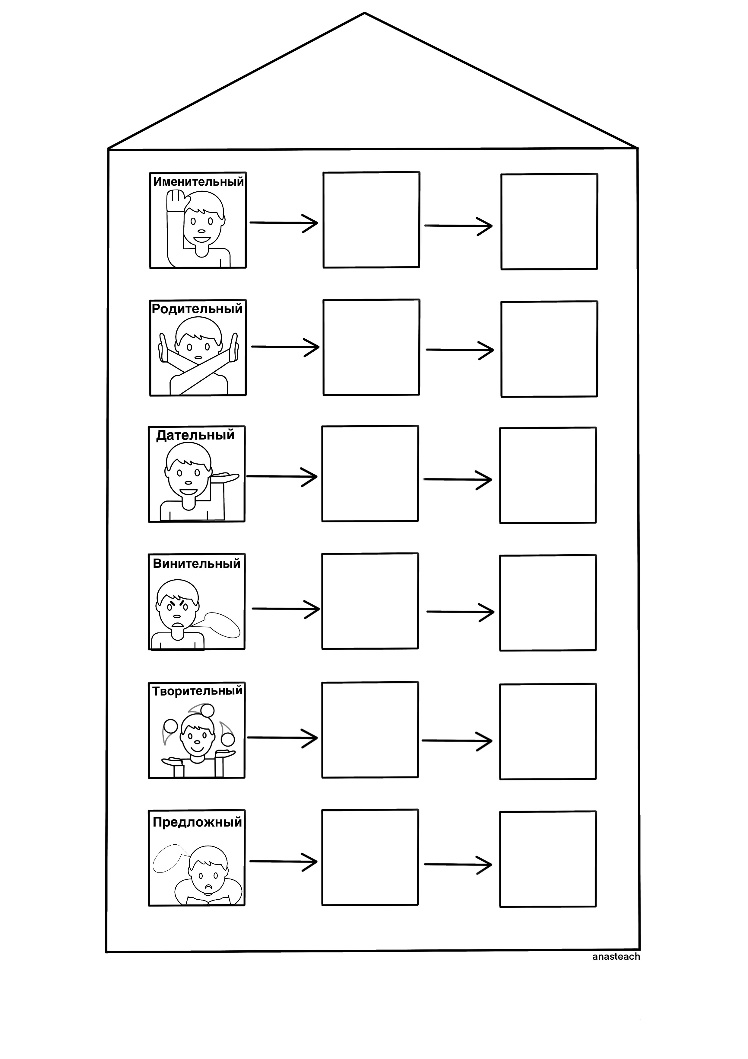 Именительный
Родительный
Дательный
Винительный
Творительный
Предложный
anasteach